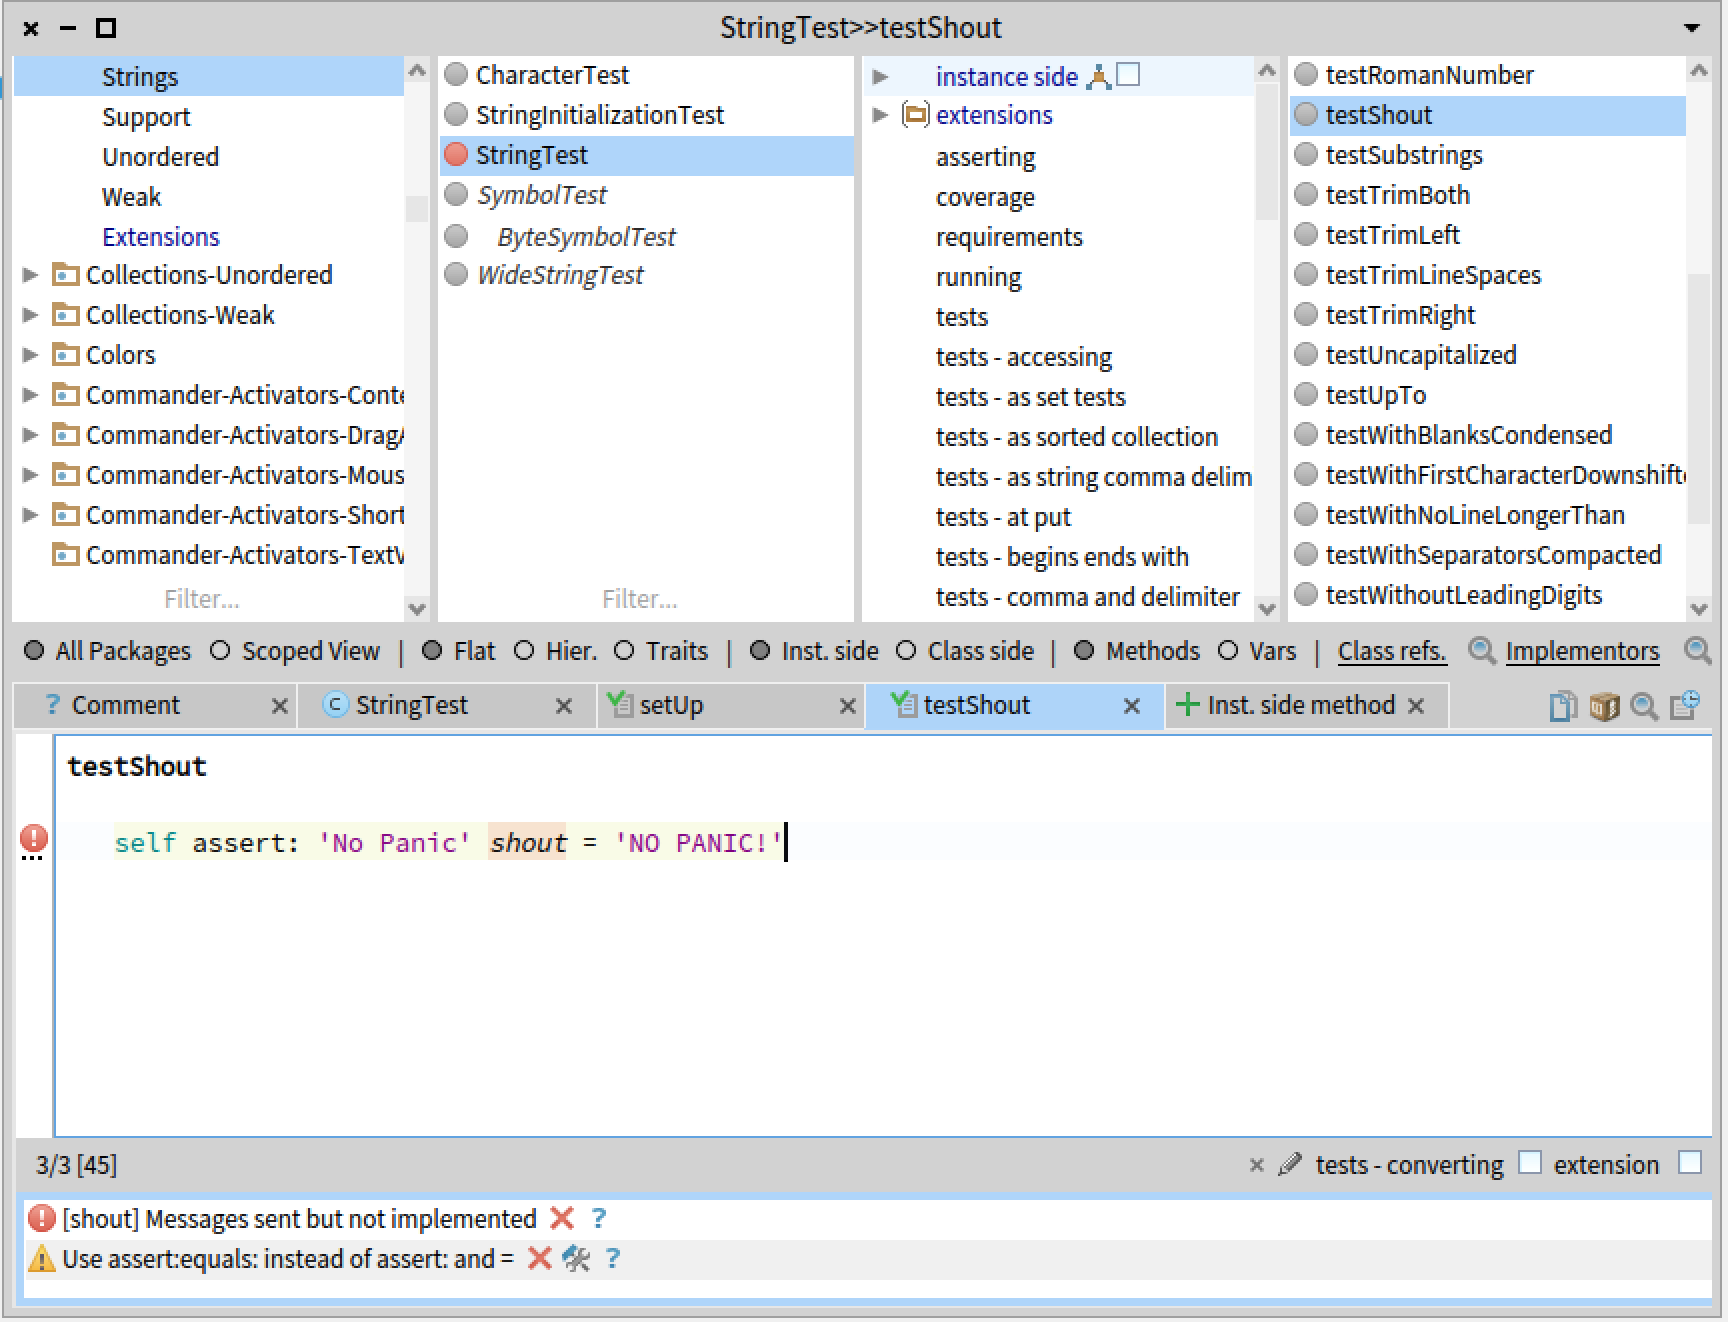 StringTest>>testShout
Strings
Support
Unordered
Weak
Extensions
Collections-Unordered
Collections-Weak
Colors
Commander-Activators-Conte
Commander-Activators-DragA
Commander-Activators-Mous
Commander-Activators-Short
Commander-Activators-TextV
Filter...
CharacterTest
StringInitializationTest
StringTest
SymbolTest
ByteSymbolTest
WideStringTest
Filter...
instance side
extensions
asserting
coverage
requirements
running
tests
tests - accessing
tests - as set tests
tests - as sorted collection
tests - as string comma delim
tests - at put
tests - begins ends with
tests - comma and delimiter
testRomanNumber
testShout
testSubstrings
testTrimBoth
testTrimLeft
testTrimLineSpaces
testTrimRight
testUncapitalized
testUpTo
testWithBlanksCondensed
testWithFirstCharacterDownshifte
testWithNoLineLongerThan
testWithSeparatorsCompacted
testWithoutLeadingDigits
All Packages Scoped View | Flat Hier. Traits | Inst. side Class side | Methods Vars | Class refs. Implementors
? Comment C StringTest setUp testShout Inst. side method
testShout
self assert: 'No Panic' shout = 'NO PANIC!'
3/3 [45] tests - converting extension
[shout] Messages sent but not implemented ?
Use assert:equals: instead of assert: and = ?